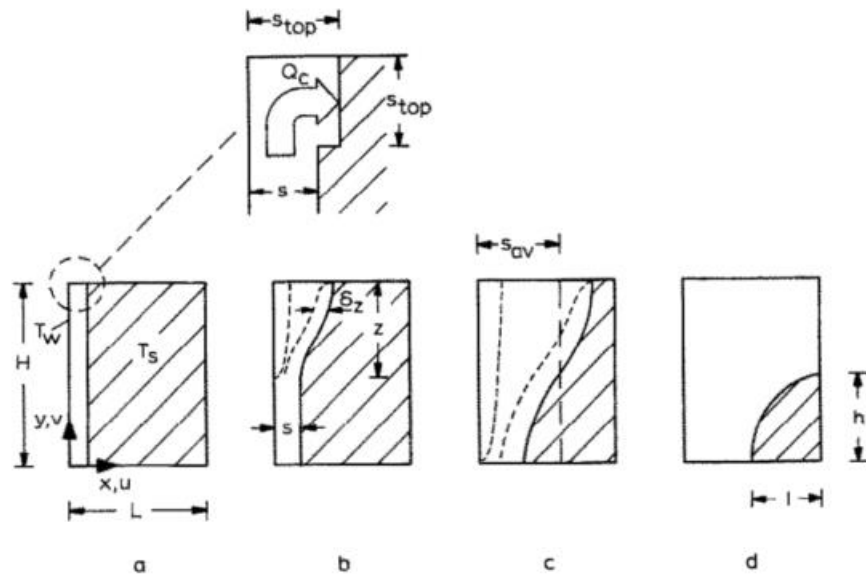 s_top
Q_c
s_top
s
s_av
T_w
T_s
H
y,v
x,u
L
δ_z
z
s
h
l
a b c d